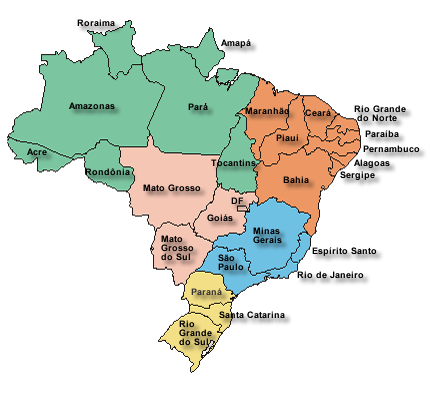 Roraima
Amapá
Amazonas
Pará
Maranhão
Ceará
Rio Grande
do Norte
Piauí
Paraiba
Pernambuco
Acre
Rondônia
Tocantins
Alagoas
Sergipe
Mato Grosso
Bahia
DF
Goiás
Mato
Grosso
do Sul
Minas
Gerais
Espírito Santo
São
Paulo
Rio de Janeiro
Paraná
Santa Catarina
Rio
Grande
do Sul